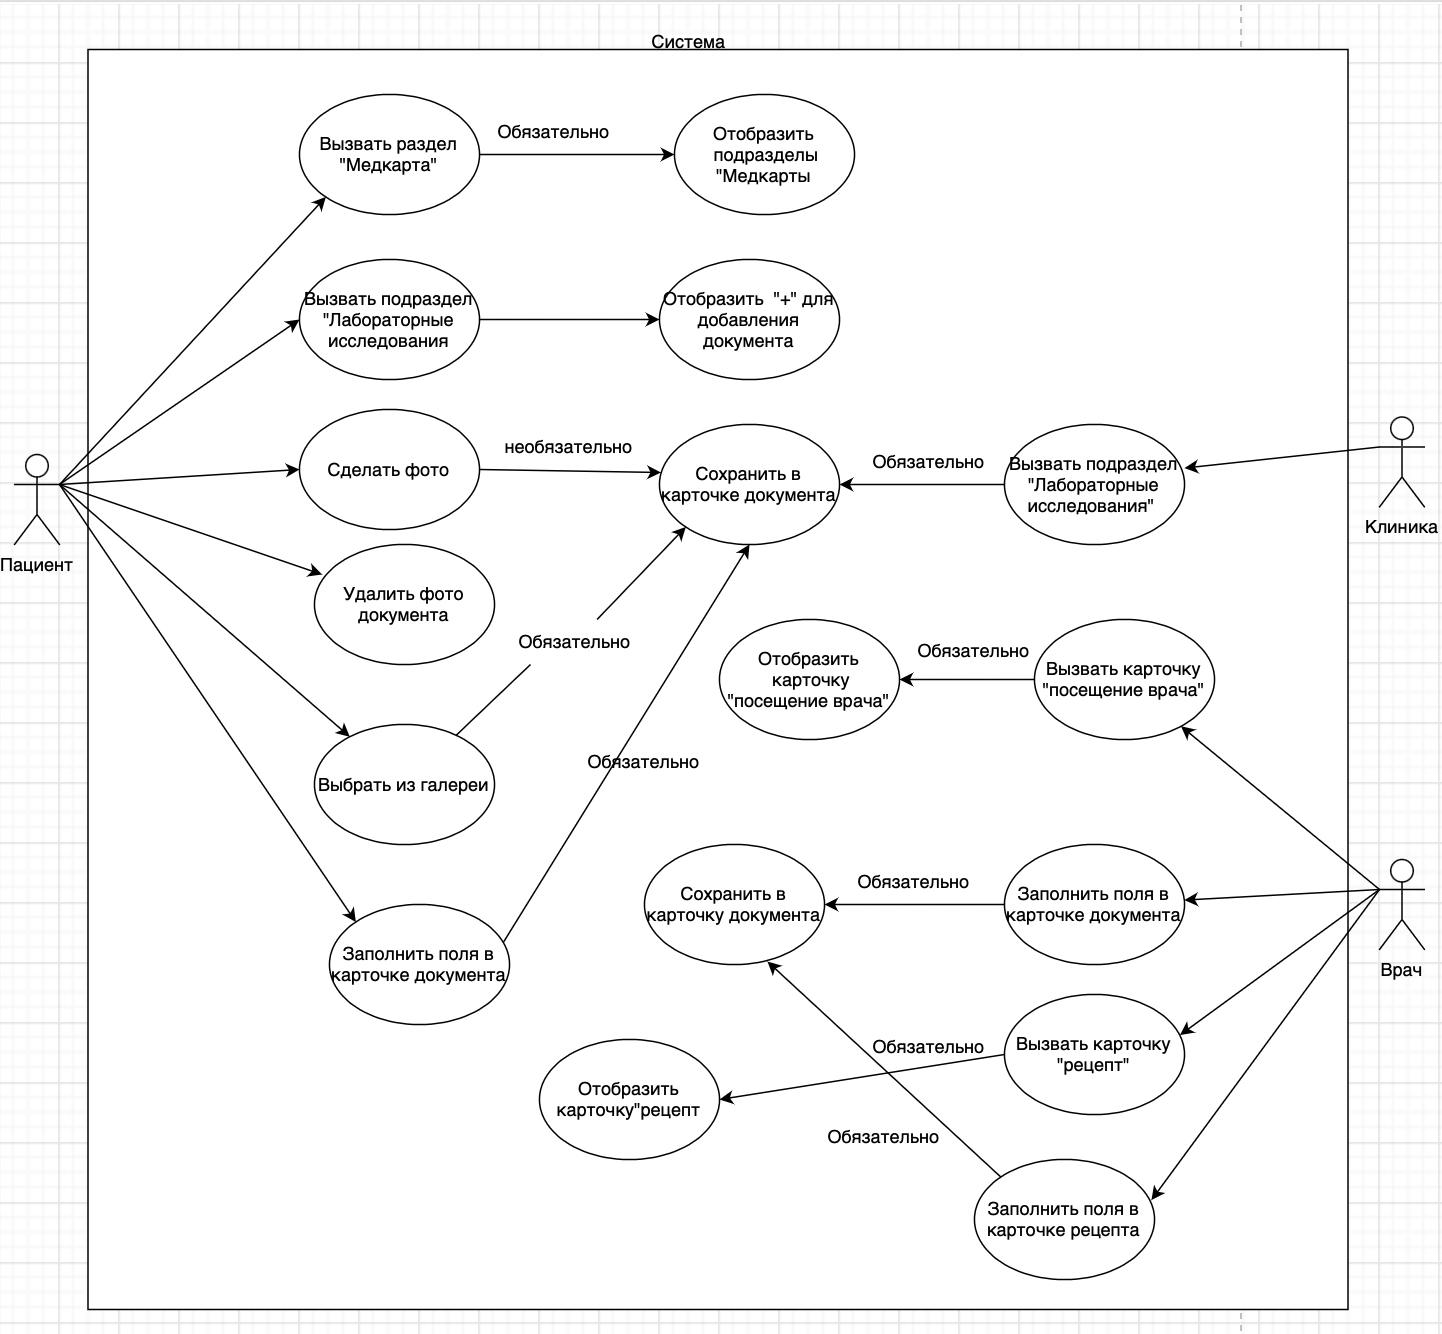 Система
Вызвать раздел
"Медкарта"
Обязательно
Отобразить
подразделы
"Медкарты
Вызвать подраздел
"Лабораторные
исследования
Отобразить "+" для
добавления
документа
Сделать фото
необязательно
Сохранить в
карточке документа
Обязательно
Вызвать подраздел
"Лабораторные
исследования"
Клиника
Пациент
Удалить фото
документа
Обязательно
Отобразить
карточку
"посещение врача"
Обязательно
Вызвать карточку
"посещение врача"
Выбрать из галереи
Обязательно
Сохранить в
карточку документа
Обязательно
Заполнить поля в
карточке документа
Врач
Заполнить поля в
карточке документа
Обязательно
Вызвать карточку
"рецепт"
Отобразить
карточку"рецепт
Обязательно
Заполнить поля в
карточке рецепта